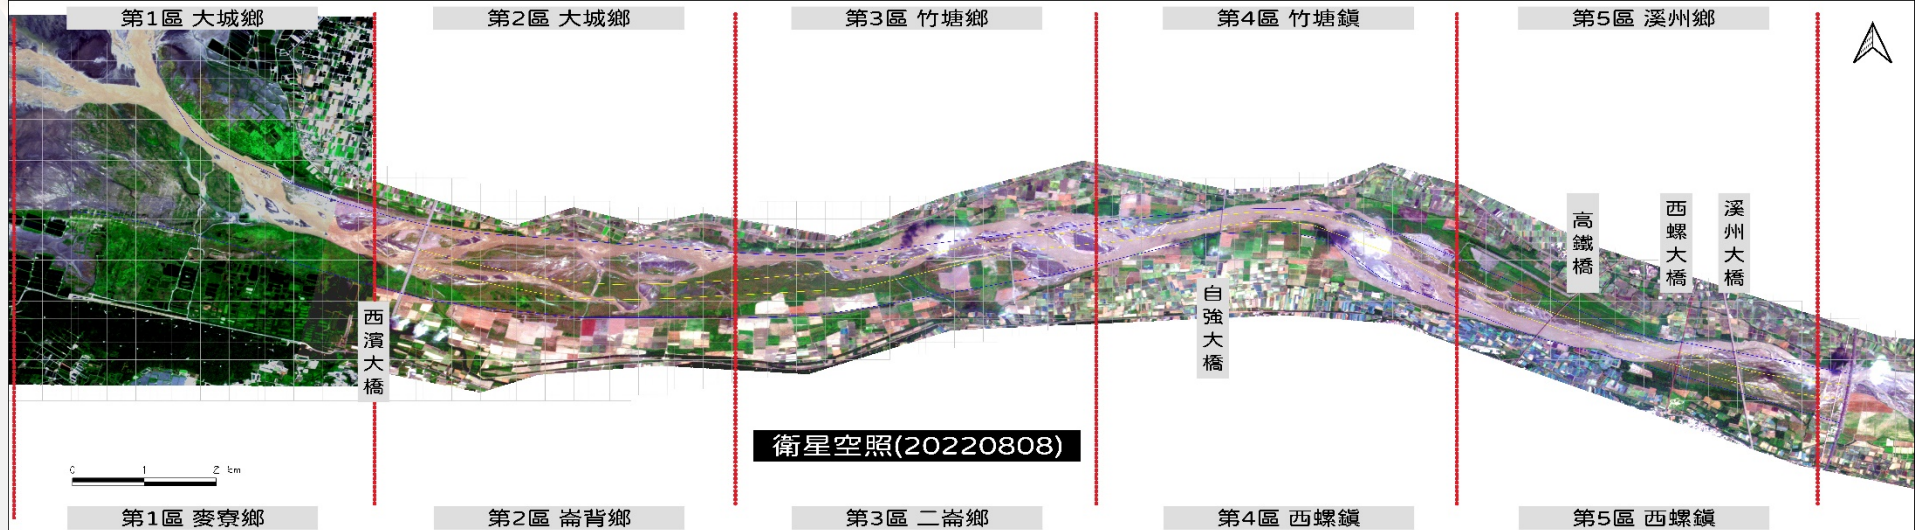 第1區 大城鄉
第2區 大城鄉
第3區 竹塘鄉
第4區 竹塘鎮
第5區 溪州鄉
高鐵橋
西螺大橋
溪州大橋
自強大橋
西濱大橋
衛星空照(20220808)
0 1 2 km
第1區 麥寮鄉
第2區 崙背鄉
第3區 二崙鄉
第4區 西螺鎮
第5區 西螺鎮